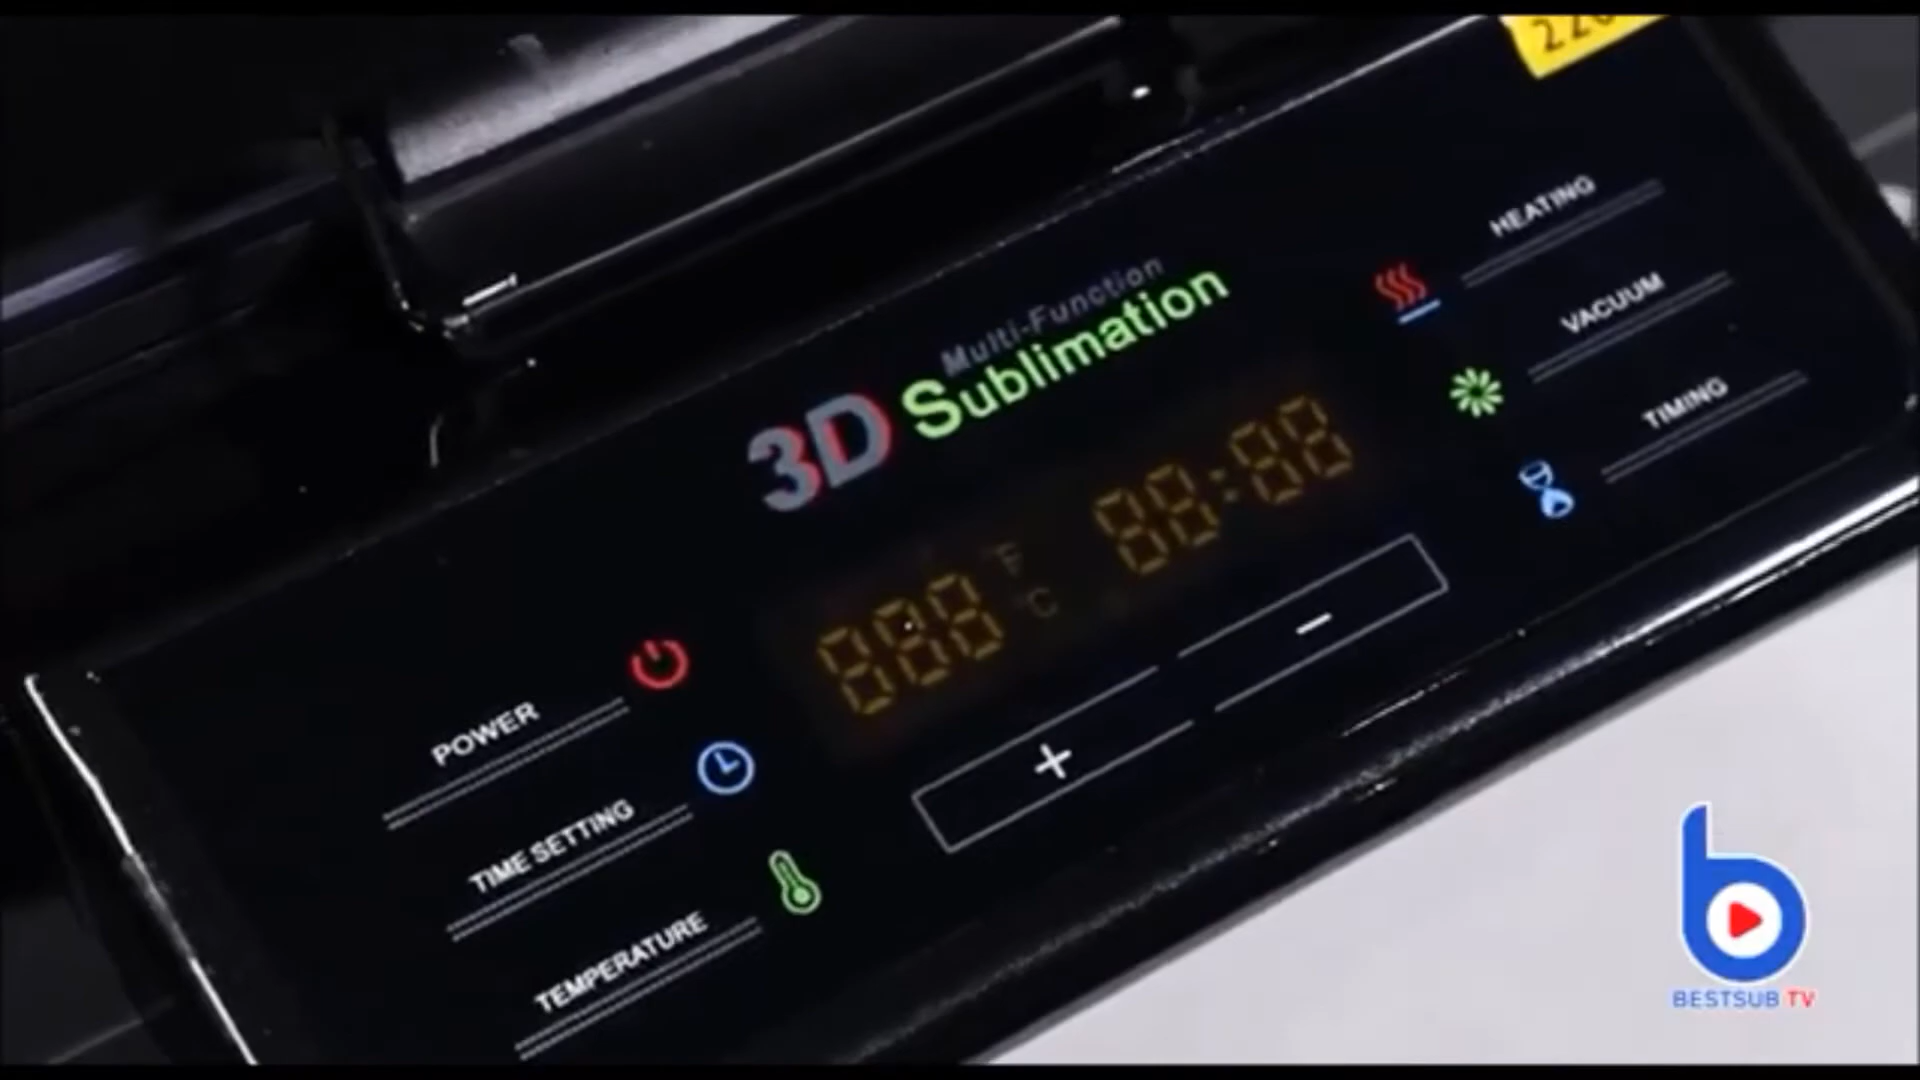 HEATING
VACUUM
TIMING
Multi-Function
3D Sublimation
88:88
888 °F
°C
+ -
POWER
TIME SETTING
TEMPERATURE
BESTSUB TV